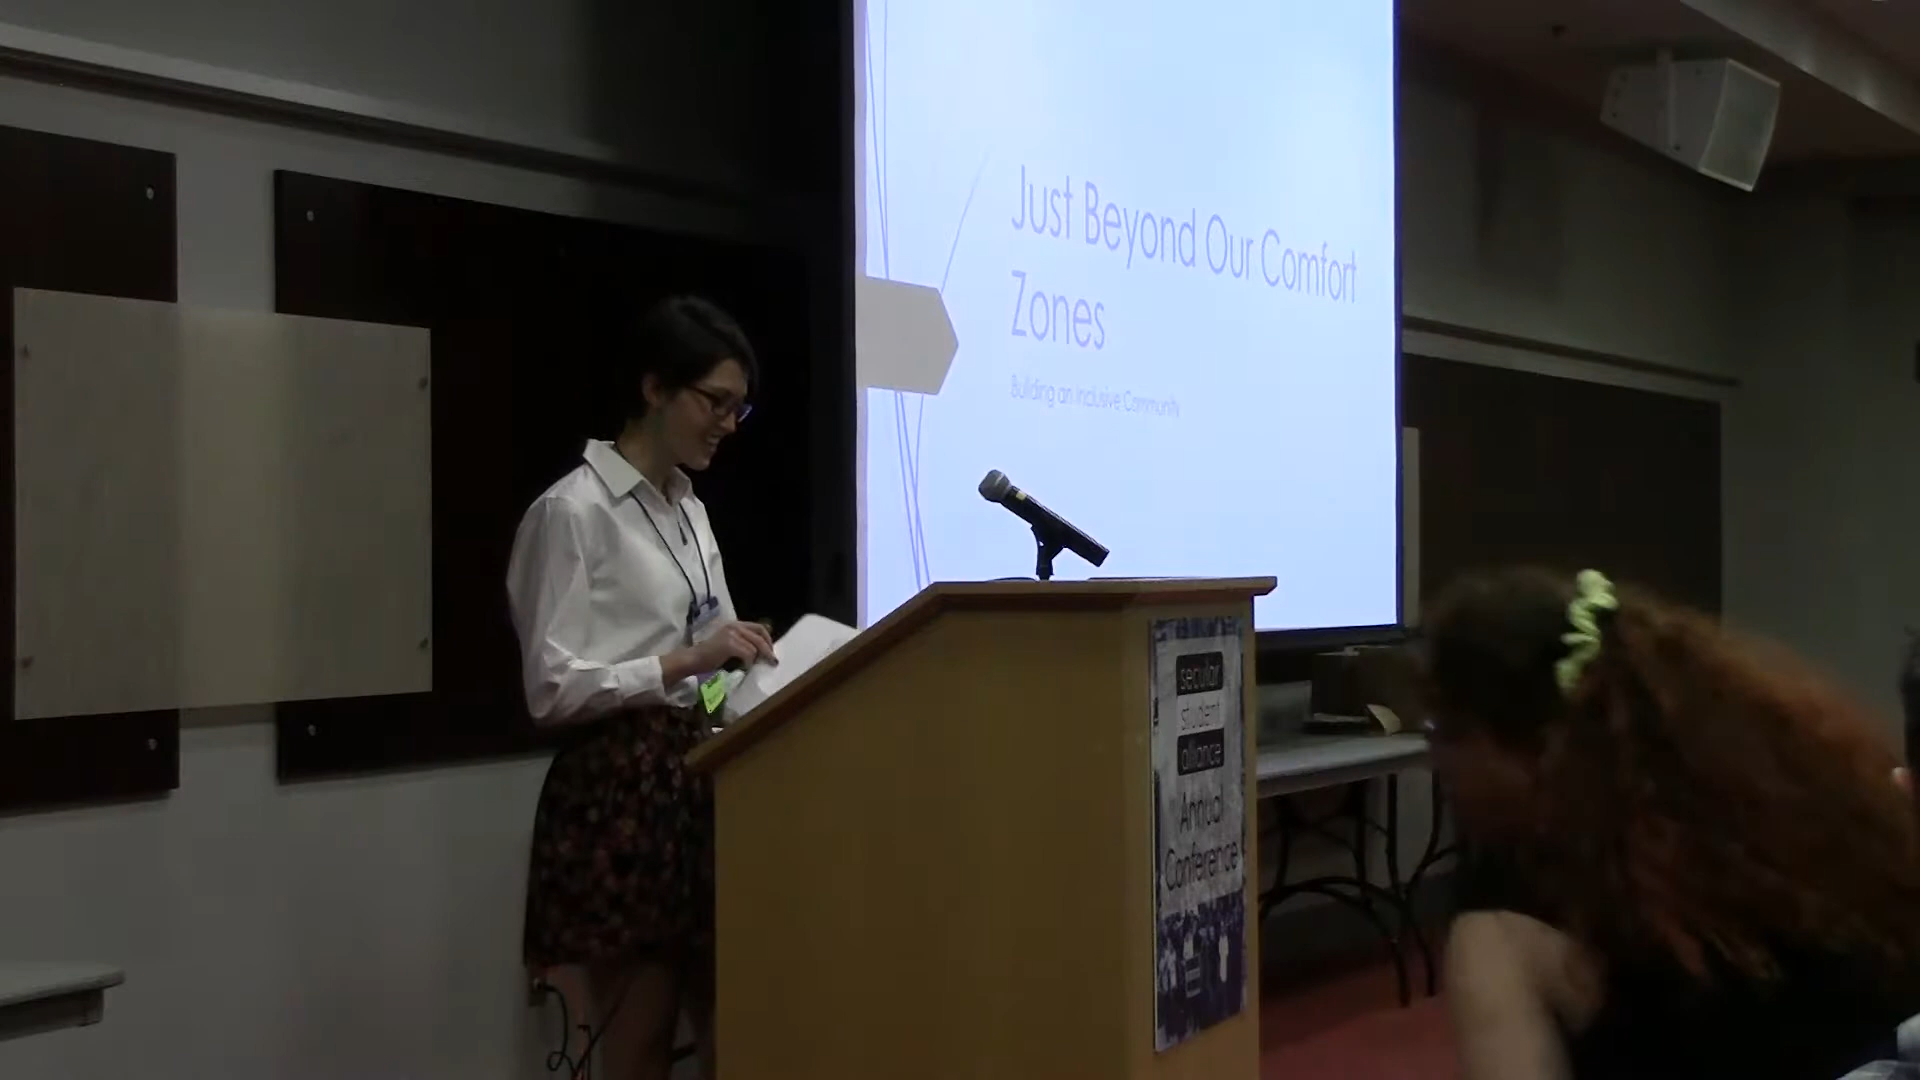 Just Beyond Our Comfort
Zones
Building an Inclusive Community
secular
student
alliance
Annual
Conference